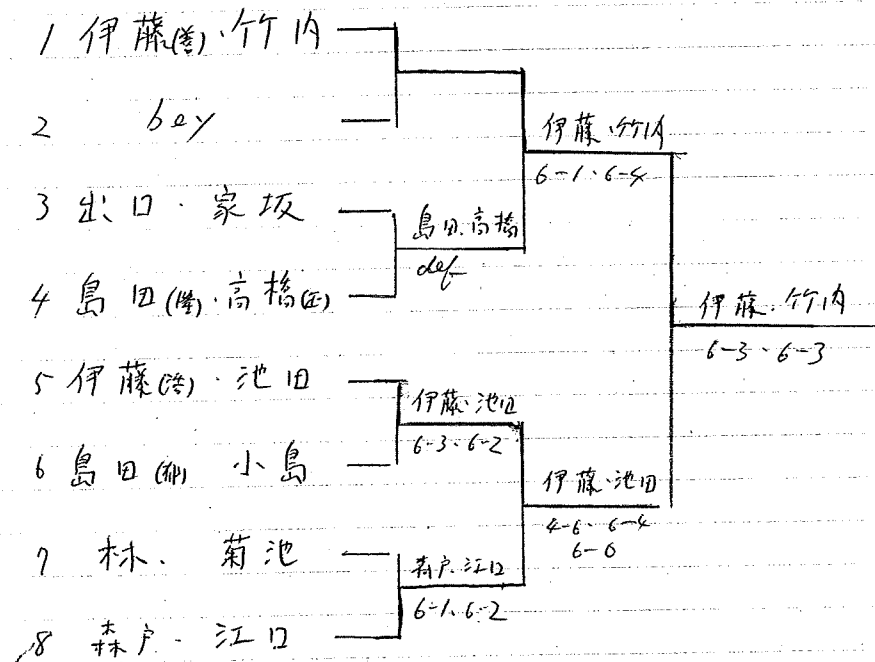 1 伊藤(誉)・竹内
2 bey
3 出口・家坂
4 島田(隆)・高橋(正)
5 伊藤(浩)・池田
6 島田 小島
7 林・菊池
8 森戸・江口
島田・高橋
def
伊藤・池田
6-3・6-2
森戸・江口
6-1・6-2
伊藤・竹内
6-1・6-4
伊藤・池田
4-6・6-4
6-0
伊藤・竹内
6-3・6-3